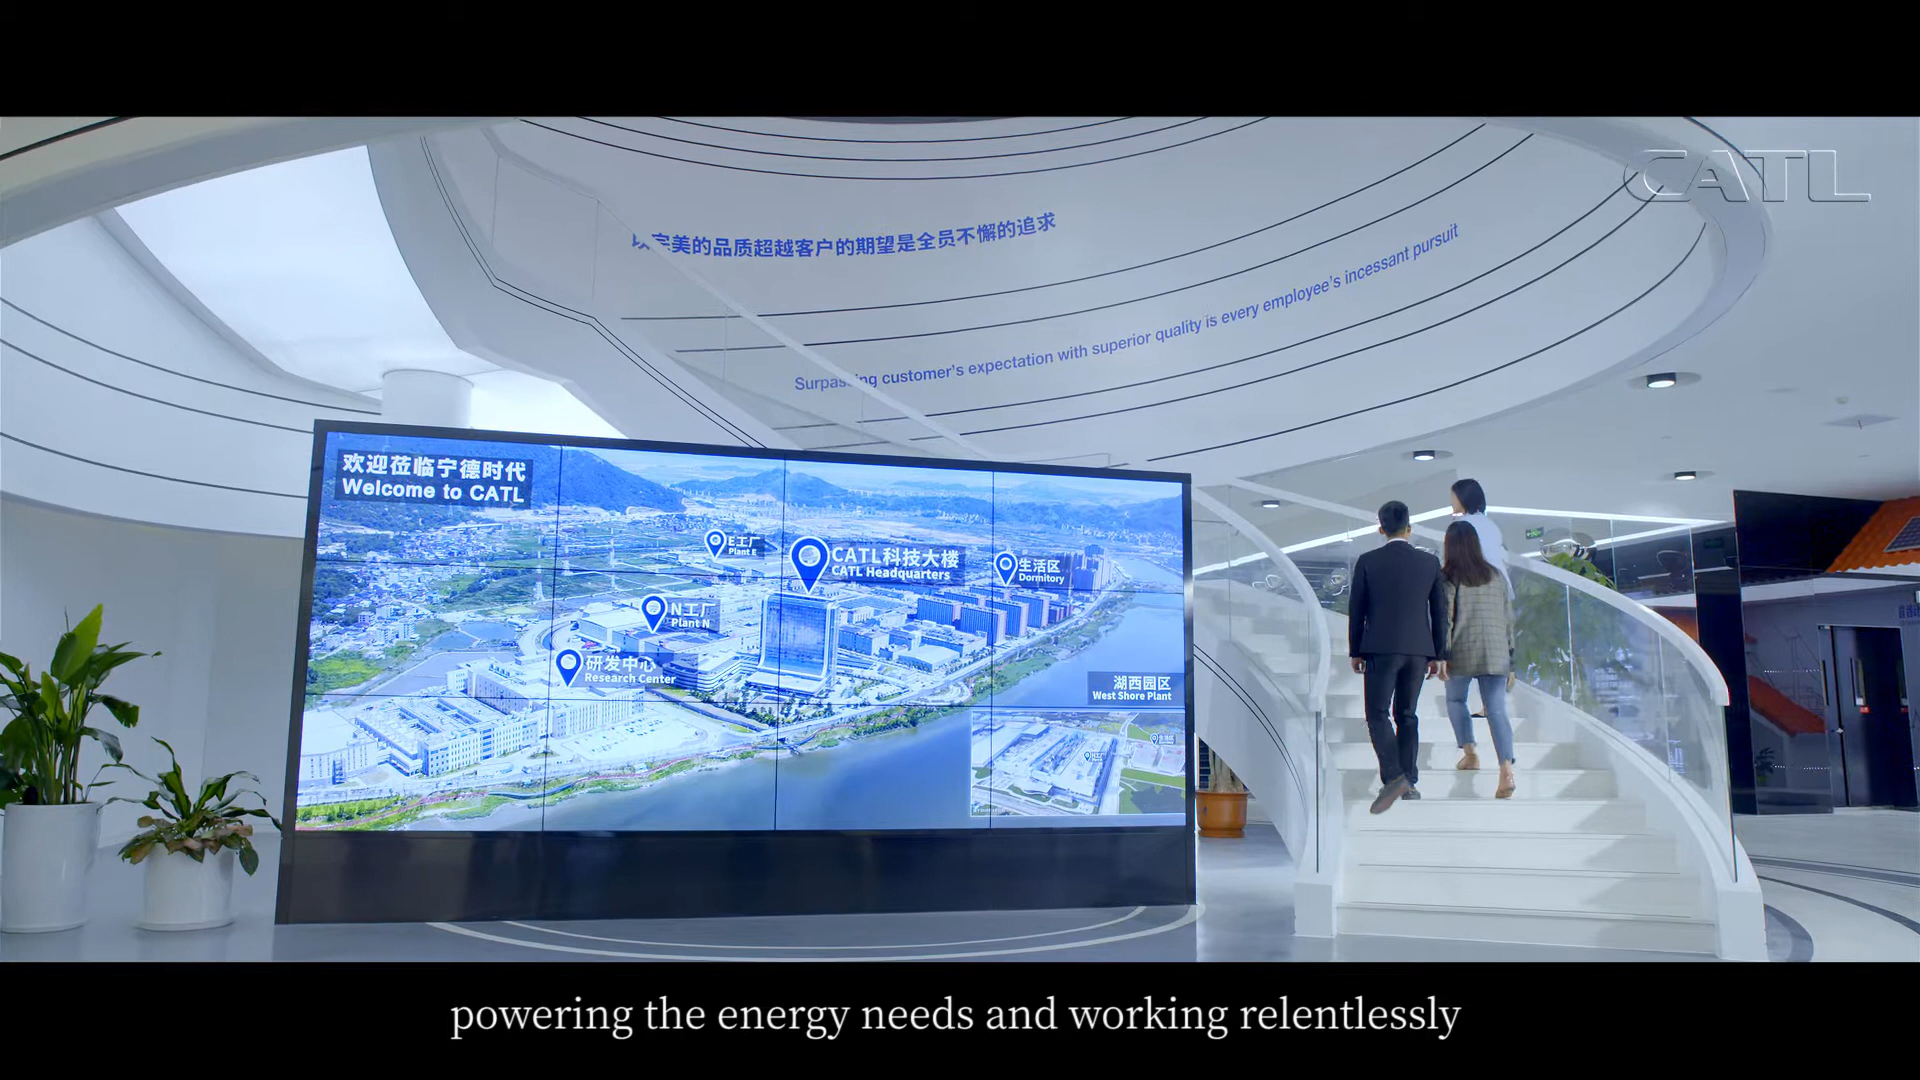 CATL
以完美的品质超越客户的期望是全员不懈的追求
Surpassing customer's expectation with superior quality is every employee's incessant pursuit
欢迎莅临宁德时代
Welcome to CATL
E工厂
Plant E
CATL科技大楼
CATL Headquarters
生活区
Dormitory
N工厂
Plant N
研发中心
Research Center
湖西园区
West Shore Plant
powering the energy needs and working relentlessly